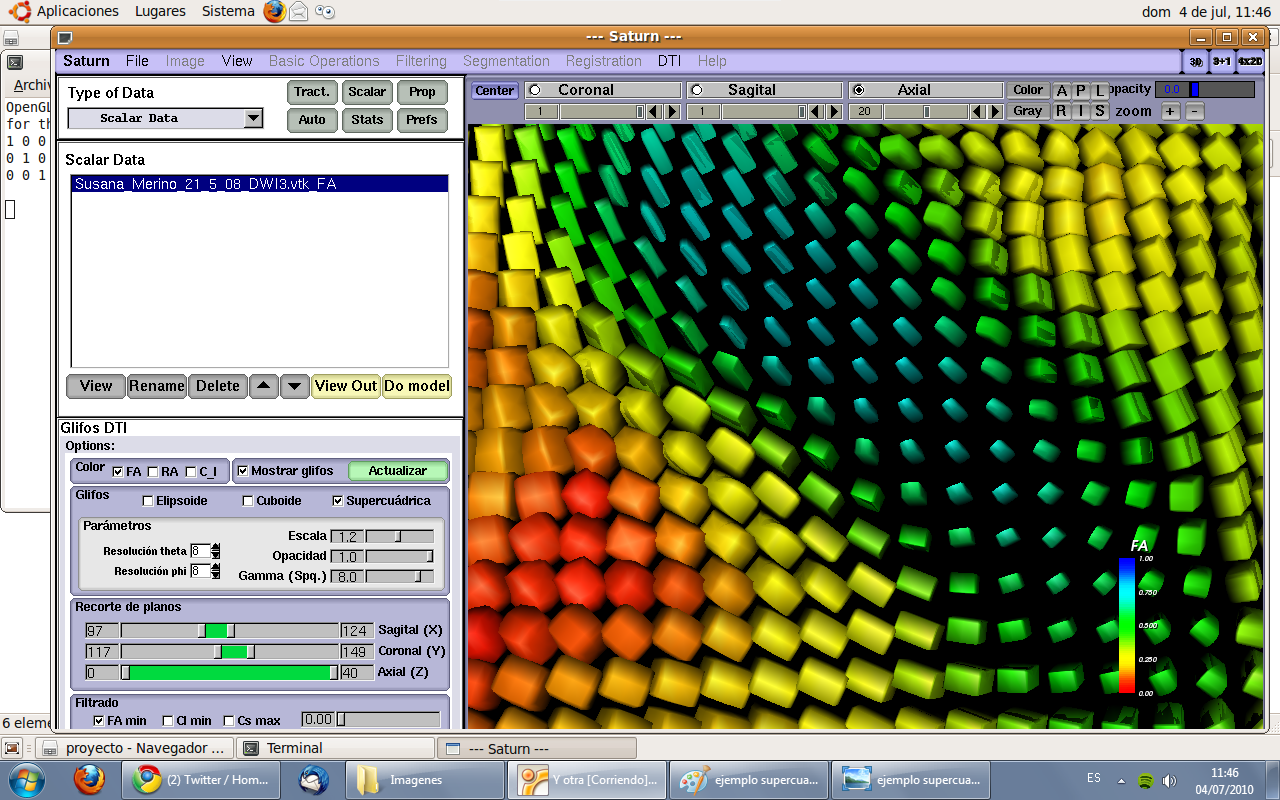 Aplicaciones Lugares Sistema dom 4 de jul, 11:46
--- Saturn ---
Saturn File Image View Basic Operations Filtering Segmentation Registration DTI Help 3D 3+1 4x2D
Archiv
OpenGL
for th
1 0 0
0 1 0
0 0 1
Type of Data
Scalar Data
Tract. Scalar Prop
Auto Stats Prefs
Center Coronal Sagital Axial Color A P L opacity 0.0
1 1 20 Gray R I S zoom + -
Scalar Data
Susana_Merino_21_5_08_DWI3.vtk_FA
View Rename Delete View Out Do model
Glifos DTI
Options:
Color FA RA C_l Mostrar glifos Actualizar
Glifos Elipsoide Cuboide Supercuádrica
Parámetros
Resolución theta 8
Resolución phi 8
Escala 1.2
Opacidad 1.0
Gamma (Spq.) 8.0
Recorte de planos
97 124 Sagital (X)
117 149 Coronal (Y)
0 40 Axial (Z)
Filtrado
FA min Cl min Cs max 0.00
FA
1.00
0.750
0.500
0.250
0.00
6 eleme
proyecto - Navegador ... Terminal --- Saturn ---
(2) Twitter / Hom... Imagenes Y otra [Corriendo]... ejemplo supercua... ejemplo supercua... ES 11:46
04/07/2010